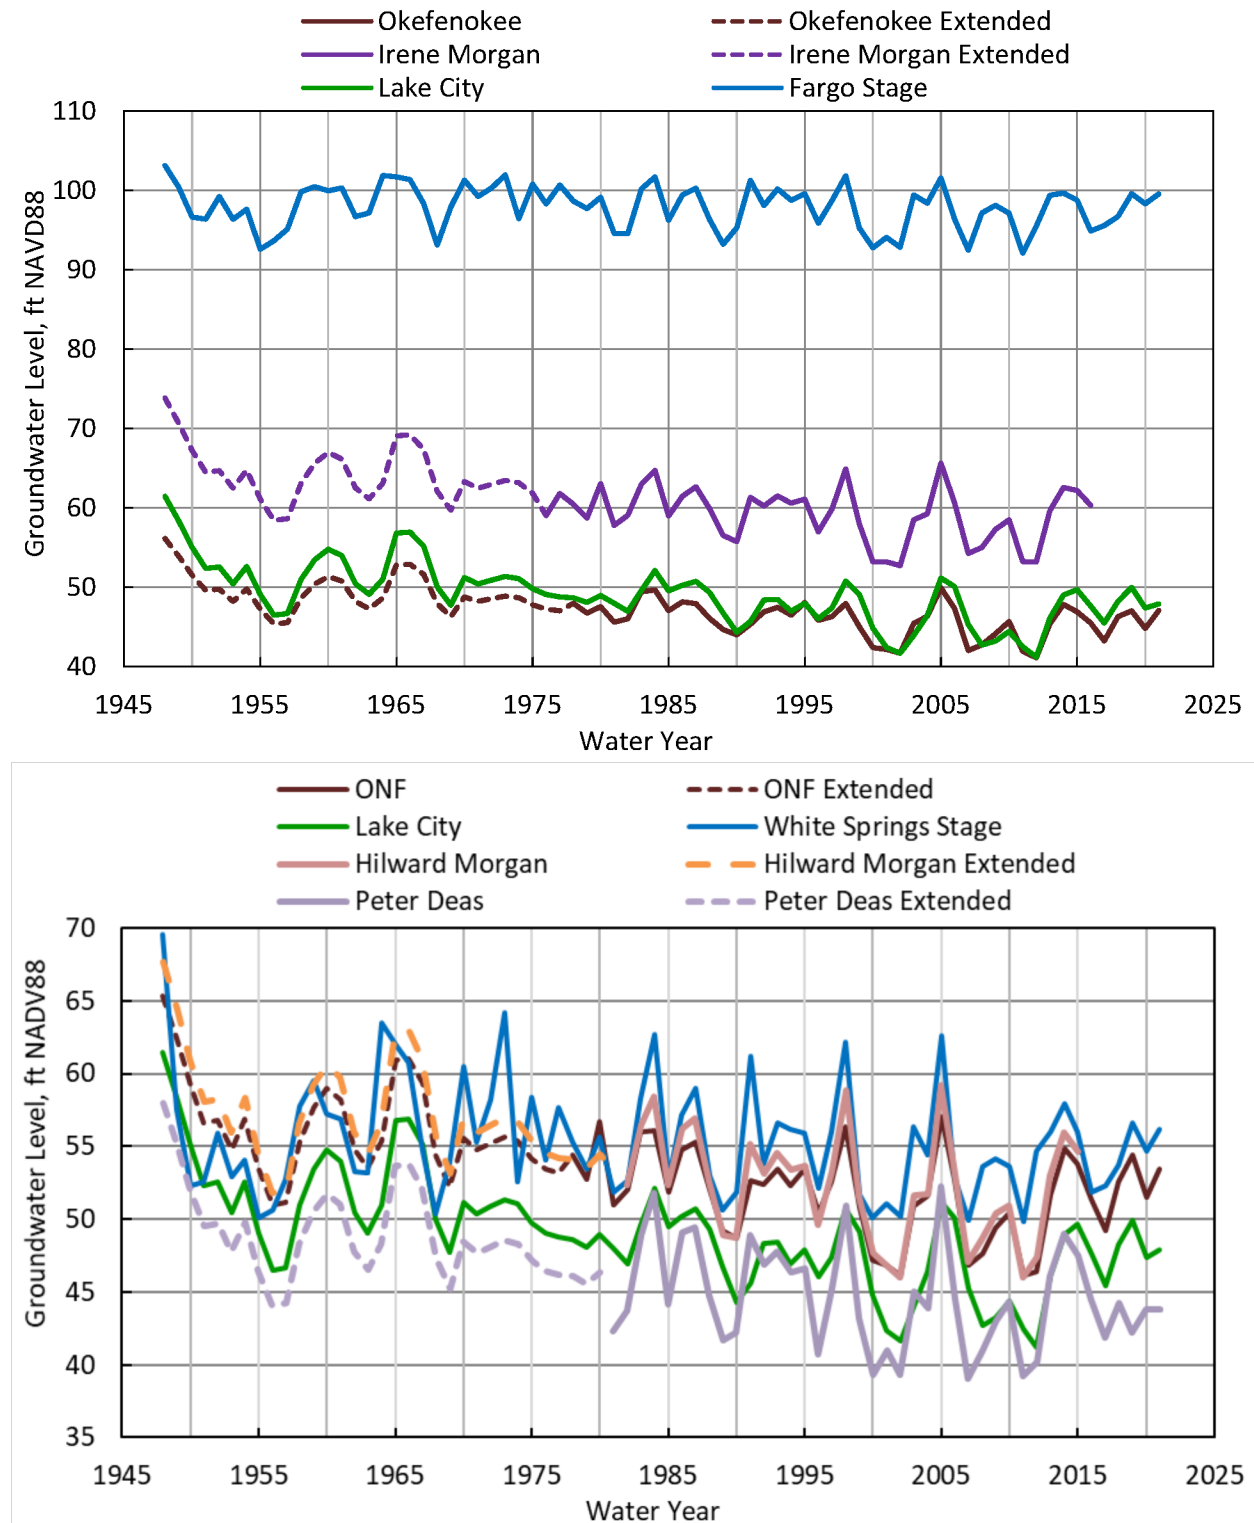 Okefenokee Okefenokee Extended
Irene Morgan Irene Morgan Extended
Lake City Fargo Stage
Groundwater Level, ft NAVD88
110
100
90
80
70
60
50
40
1945 1955 1965 1975 1985 1995 2005 2015 2025
Water Year
ONF ONF Extended
Lake City White Springs Stage
Hilward Morgan Hilward Morgan Extended
Peter Deas Peter Deas Extended
Groundwater Level, ft NADV88
70
65
60
55
50
45
40
35
1945 1955 1965 1975 1985 1995 2005 2015 2025
Water Year